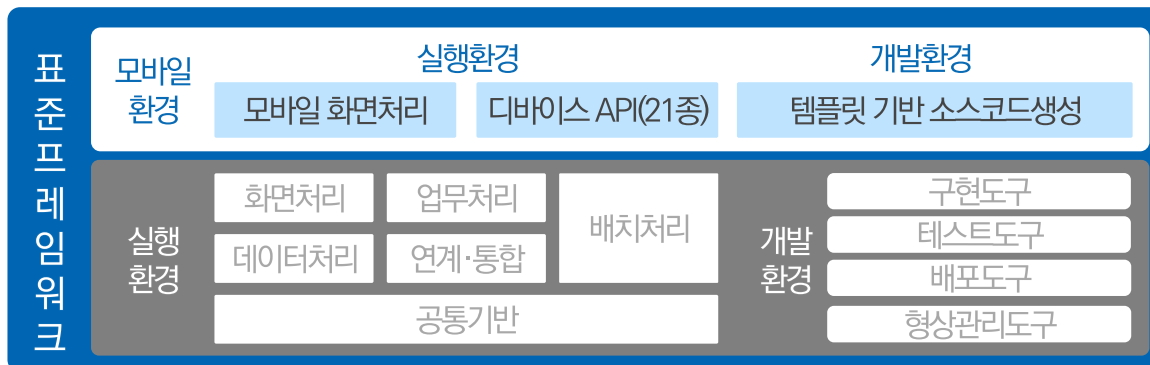 표준프레임워크
모바일
환경
실행환경
모바일 화면처리
디바이스 API(21종)
개발환경
템플릿 기반 소스코드생성
실행
환경
화면처리
업무처리
배치처리
데이터처리
연계·통합
공통기반
개발
환경
구현도구
테스트도구
배포도구
형상관리도구